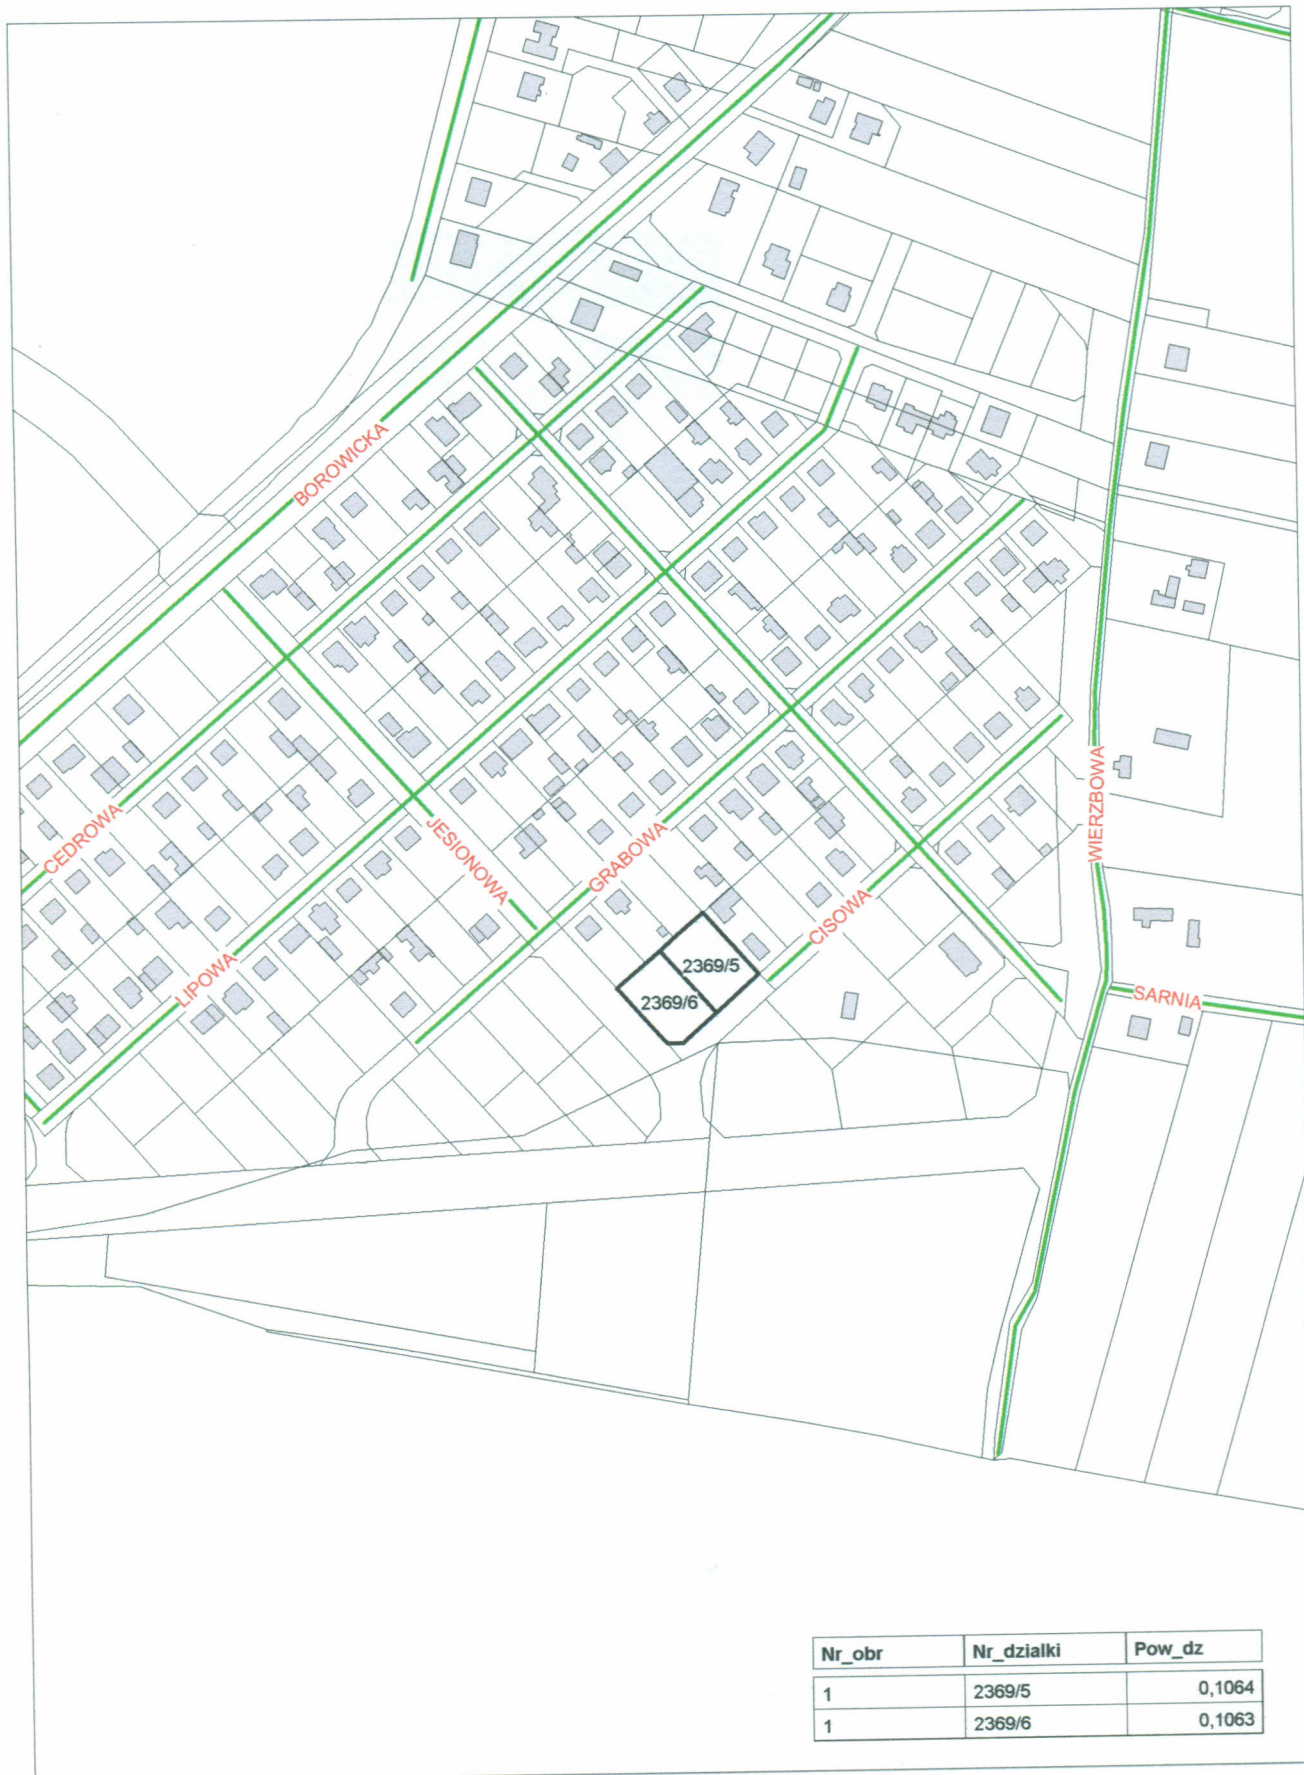 BOROWICKA
CEDROWA
JESIONOWA
GRABOWA
WIERZBOWA
CISOWA
LIPOWA
2369/5
2369/6
SARNIA
Nr_obr Nr_dzialki Pow_dz
1 2369/5 0,1064
1 2369/6 0,1063